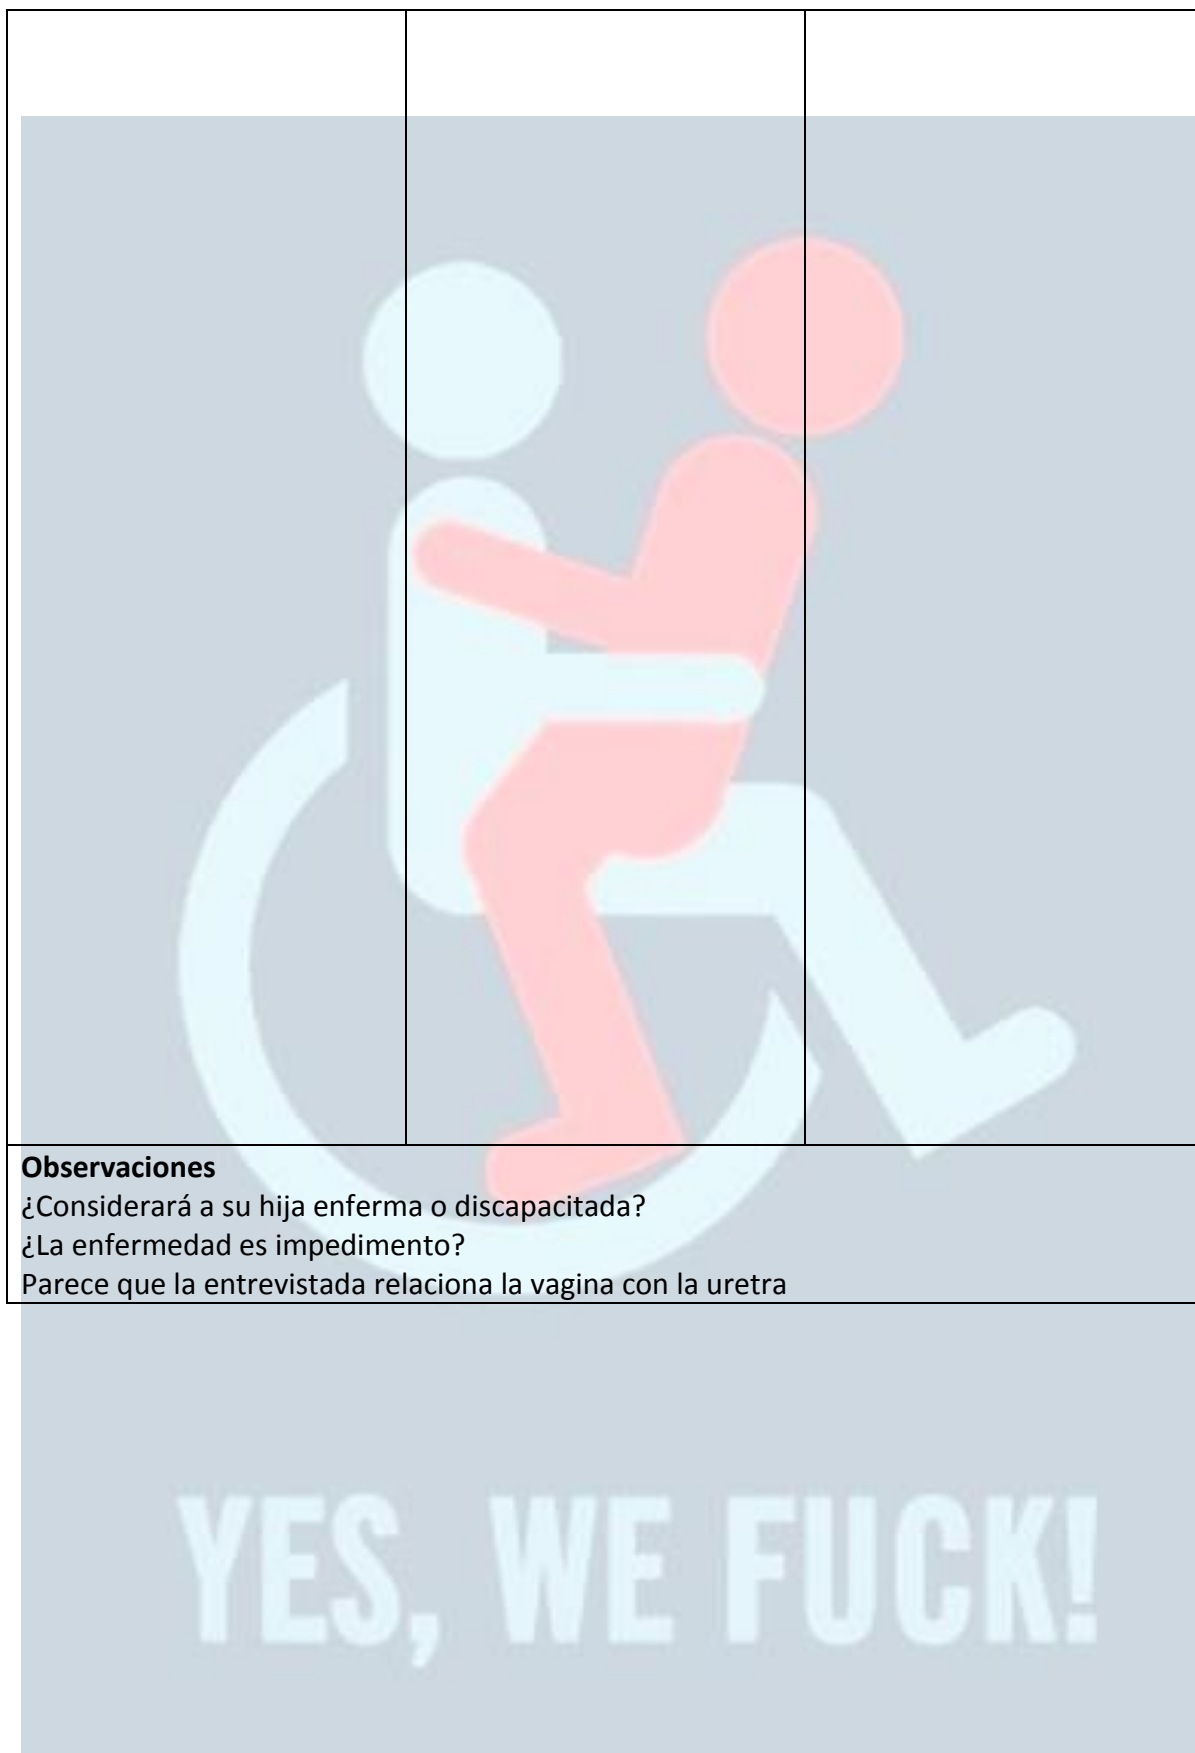 Observaciones
¿Considerará a su hija enferma o discapacitada?
¿La enfermedad es impedimento?
Parece que la entrevistada relaciona la vagina con la uretra
YES, WE FUCK!